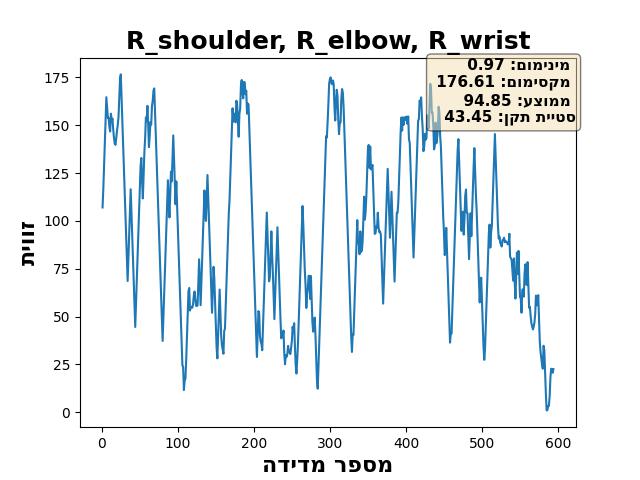 R_shoulder, R_elbow, R_wrist
מינימום: 0.97
מקסימום: 176.61
ממוצע: 94.85
סטיית תקן: 43.45
175
150
125
100
75
50
25
0
זווית
0 100 200 300 400 500 600
מספר מדידה